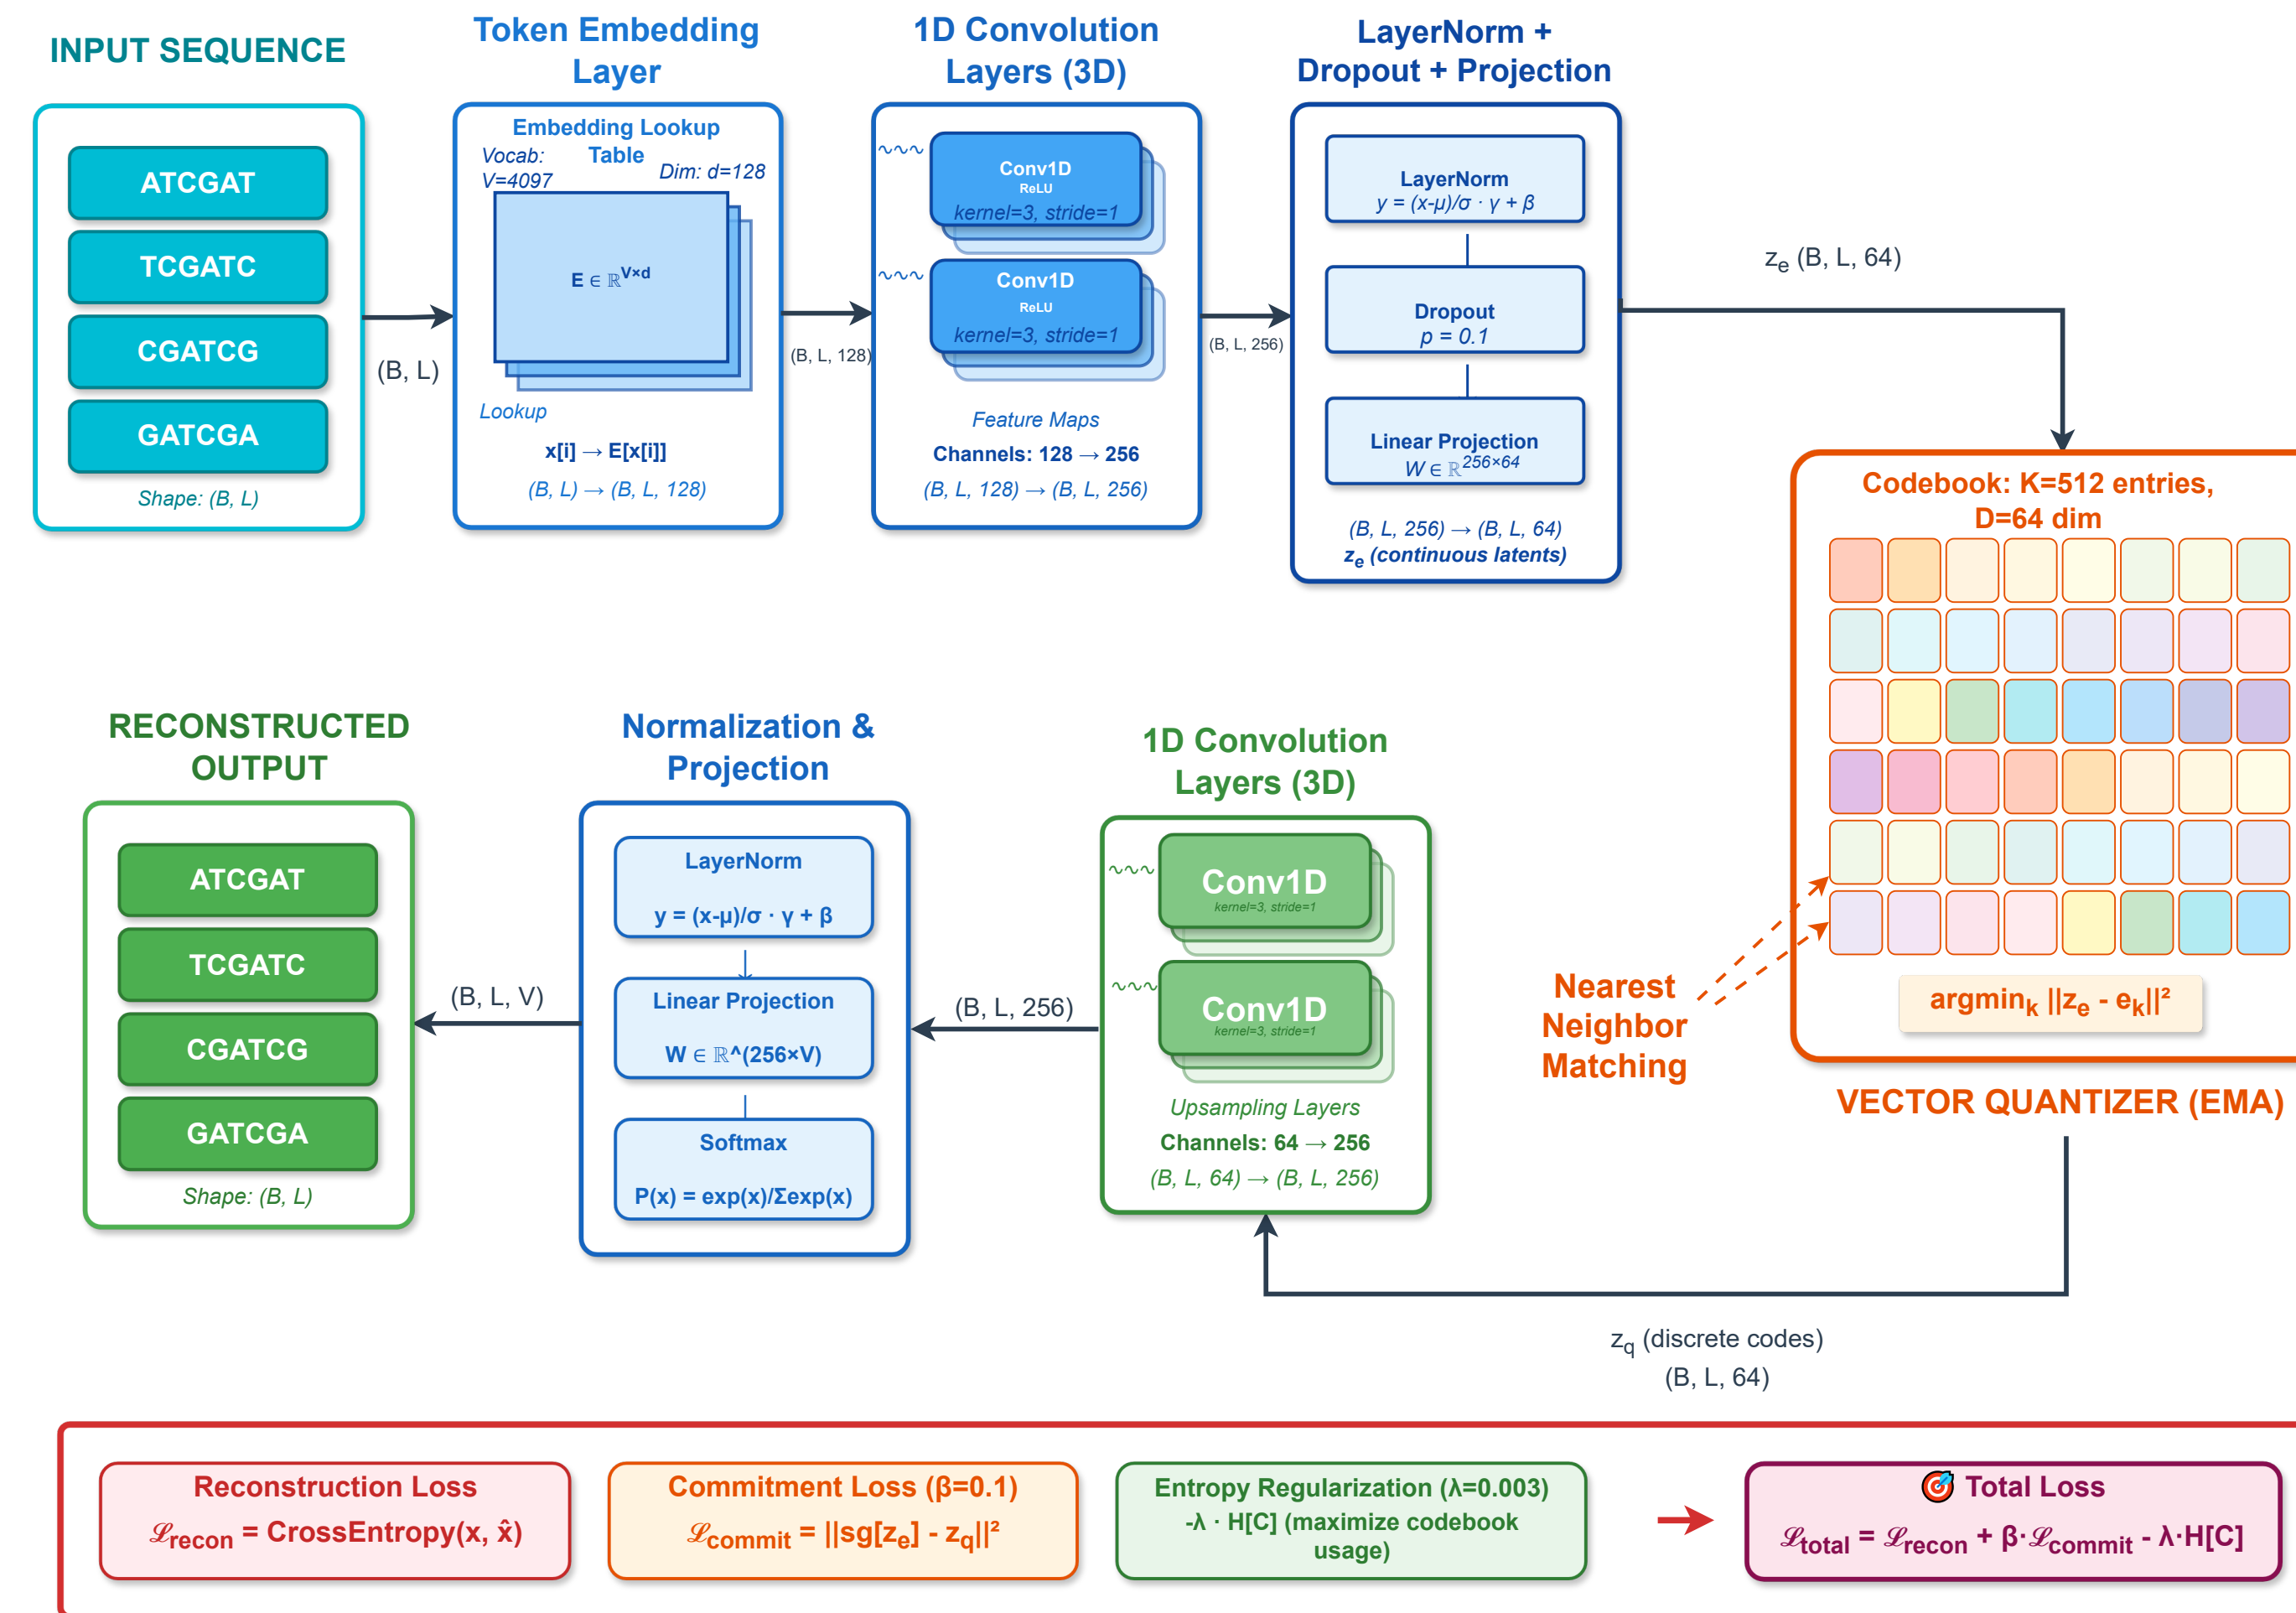 INPUT SEQUENCE
ATCGAT
TCGATC
CGATCG
GATCGA
Shape: (B, L)
(B, L)
Token Embedding
Layer
Embedding Lookup
Table
Vocab:
V=4097
Dim: d=128
E ∈ ℝ^V×d
Lookup
x[i] → E[x[i]]
(B, L) → (B, L, 128)
(B, L, 128)
1D Convolution
Layers (3D)
∿∿∿
Conv1D
ReLU
kernel=3, stride=1
∿∿∿
Conv1D
ReLU
kernel=3, stride=1
Feature Maps
Channels: 128 → 256
(B, L, 128) → (B, L, 256)
(B, L, 256)
LayerNorm +
Dropout + Projection
LayerNorm
y = (x-μ)/σ · γ + β
Dropout
p = 0.1
Linear Projection
W ∈ ℝ^256×64
(B, L, 256) → (B, L, 64)
z_e (continuous latents)
z_e (B, L, 64)
Codebook: K=512 entries,
D=64 dim
argmin_k ||z_e - e_k||²
VECTOR QUANTIZER (EMA)
Nearest
Neighbor
Matching
z_q (discrete codes)
(B, L, 64)
1D Convolution
Layers (3D)
∿∿∿
Conv1D
kernel=3, stride=1
∿∿∿
Conv1D
kernel=3, stride=1
Upsampling Layers
Channels: 64 → 256
(B, L, 64) → (B, L, 256)
(B, L, 256)
Normalization &
Projection
LayerNorm
y = (x-μ)/σ · γ + β
Linear Projection
W ∈ ℝ^(256×V)
Softmax
P(x) = exp(x)/Σexp(x)
(B, L, V)
RECONSTRUCTED
OUTPUT
ATCGAT
TCGATC
CGATCG
GATCGA
Shape: (B, L)
Reconstruction Loss
ℒ_recon = CrossEntropy(x, x̂)
Commitment Loss (β=0.1)
ℒ_commit = ||sg[z_e] - z_q||²
Entropy Regularization (λ=0.003)
-λ · H[C] (maximize codebook
usage)
🎯 Total Loss
ℒ_total = ℒ_recon + β·ℒ_commit - λ·H[C]